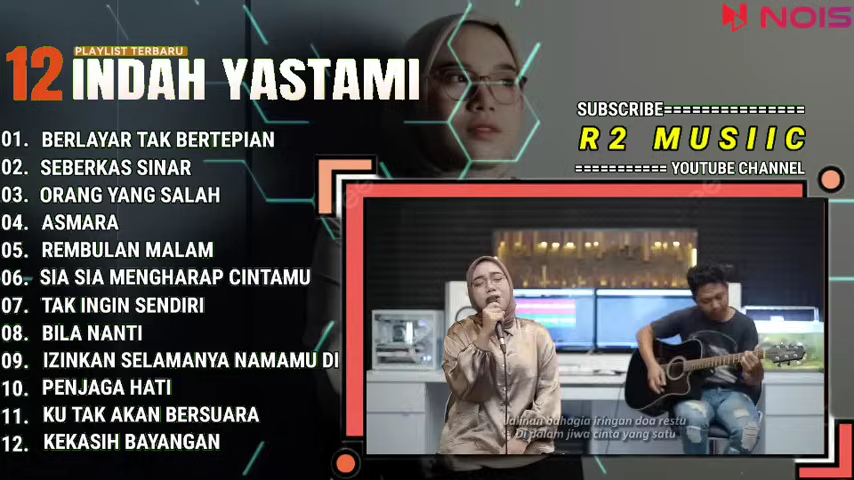 NOIS
PLAYLIST TERBARU
12 INDAH YASTAMI
SUBSCRIBE===============
R2 MUSIIC
=========== YOUTUBE CHANNEL
01. BERLAYAR TAK BERTEPIAN
02. SEBERKAS SINAR
03. ORANG YANG SALAH
04. ASMARA
05. REMBULAN MALAM
06. SIA SIA MENGHARAP CINTAMU
07. TAK INGIN SENDIRI
08. BILA NANTI
09. IZINKAN SELAMANYA NAMAMU DI
10. PENJAGA HATI
11. KU TAK AKAN BERSUARA
12. KEKASIH BAYANGAN
Jalinan bahagia iringan doa restu
Di dalam jiwa cinta yang satu